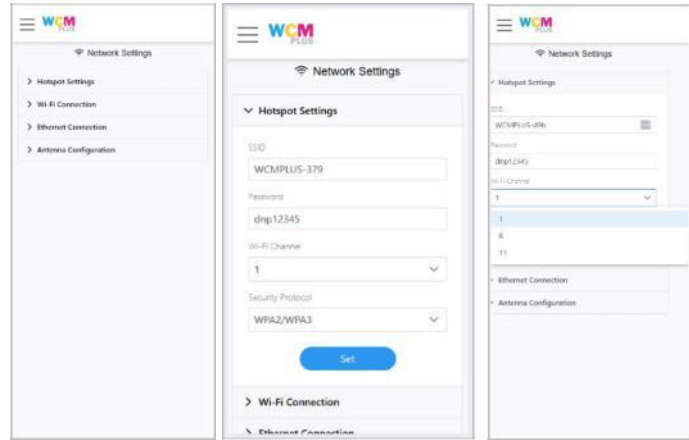 WCM
PLUS
Network Settings
Hotspot Settings
Wi-Fi Connection
Ethernet Connection
Antenna Configuration
WCM
PLUS
Network Settings
Hotspot Settings
SSID
WCMPLUS-379
Password
dnp12345
Wi-Fi Channel
1
Security Protocol
WPA2/WPA3
Set
Wi-Fi Connection
Ethernet Connection
WCM
PLUS
Network Settings
Hotspot Settings
SSID
Password
dnp12345
Wi-Fi Channel
1
1
6
11
Ethernet Connection
Antenna Configuration